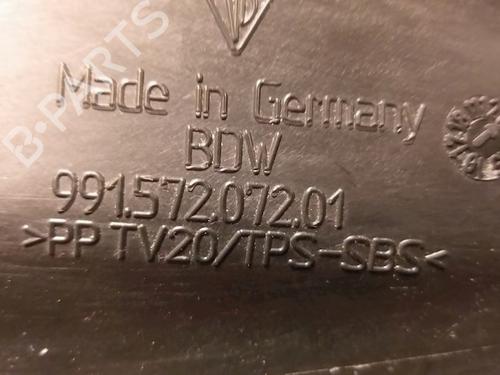 B-PARTS
Made in Germany
BDW
991.572.072.01
>PP TV20/TPS-SBS<